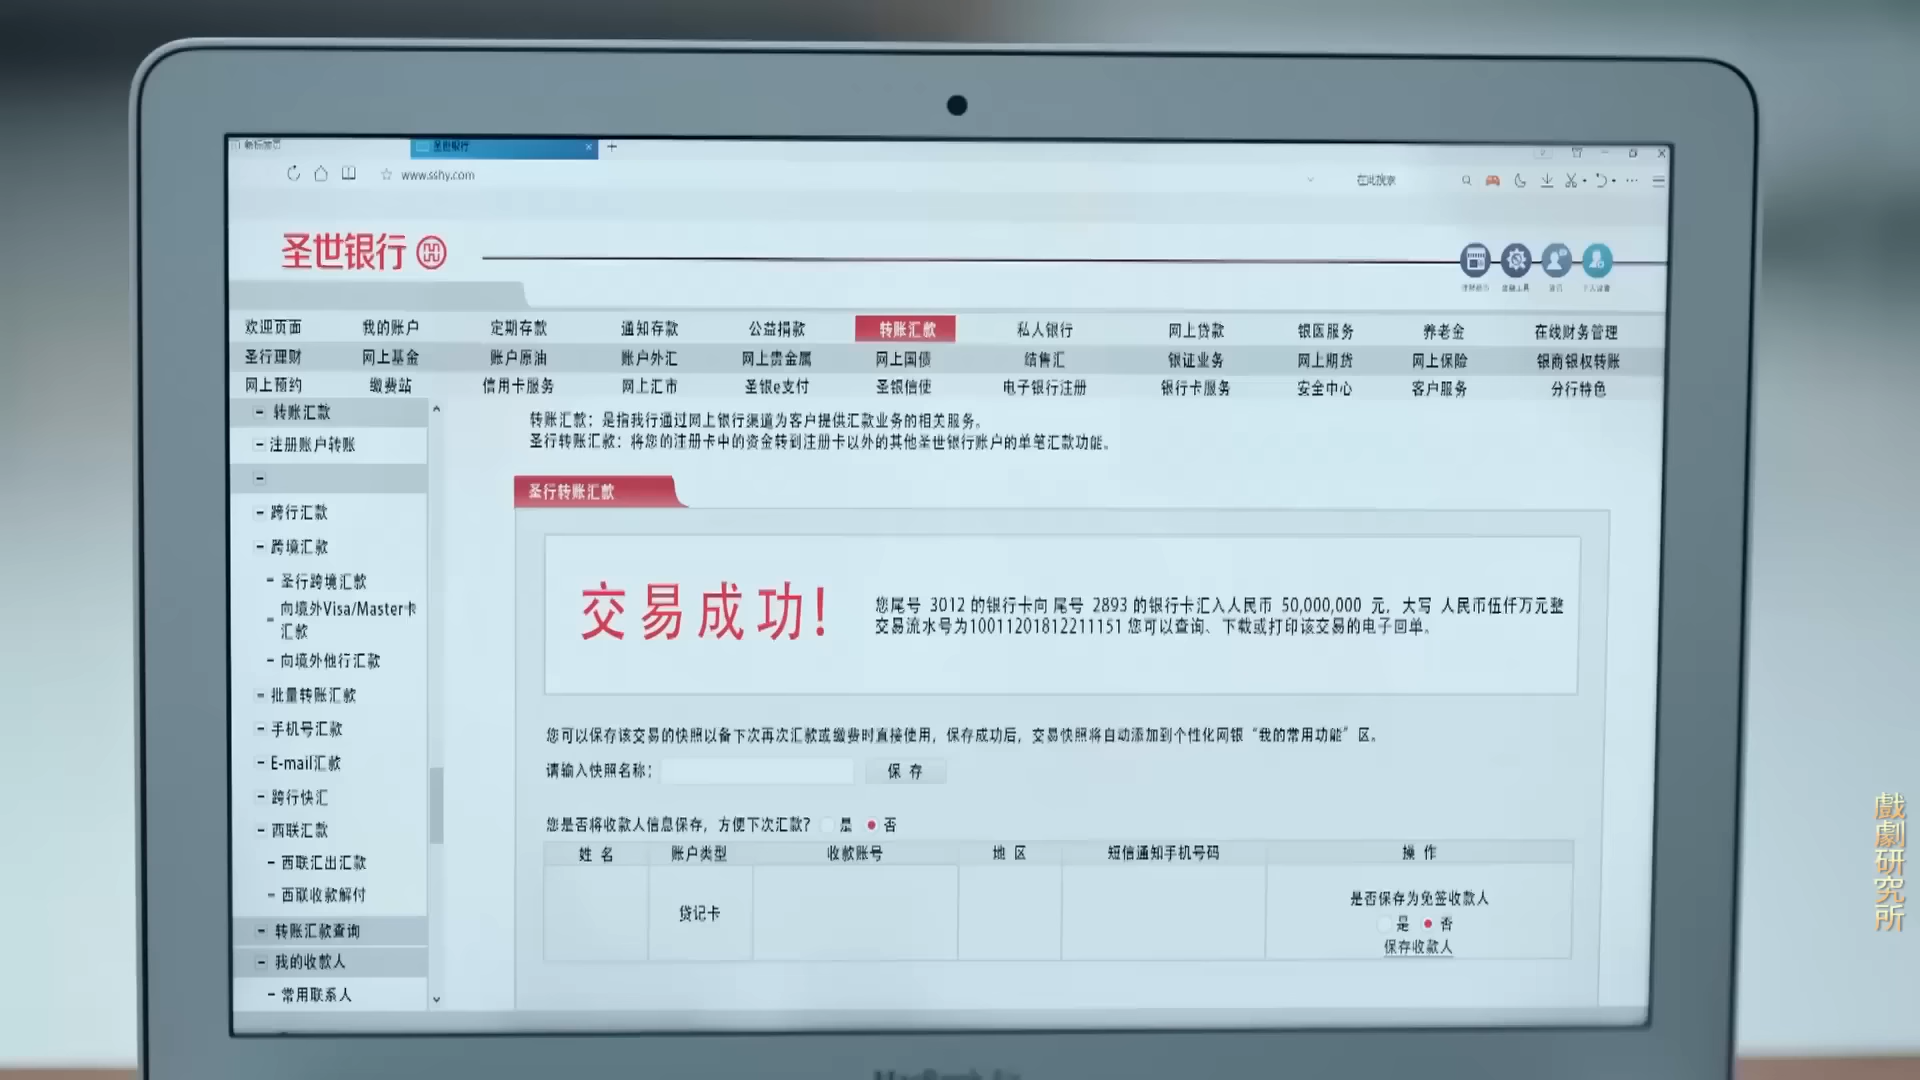 圣世银行
www.sshy.com
在此搜索
圣世银行
欢迎页面 我的账户 定期存款 通知存款 公益捐款 转账汇款 私人银行 网上贷款 银医服务 养老金 在线财务管理
圣行理财 网上基金 账户原油 账户外汇 网上贵金属 网上国债 结售汇 银证业务 网上期货 网上保险 银商银权转账
网上预约 缴费站 信用卡服务 网上汇市 圣银e支付 圣银信使 电子银行注册 银行卡服务 安全中心 客户服务 分行特色
转账汇款
注册账户转账
跨行汇款
跨境汇款
圣行跨境汇款
向境外Visa/Master卡
汇款
向境外他行汇款
批量转账汇款
手机号汇款
E-mail汇款
跨行快汇
西联汇款
西联汇出汇款
西联收款解付
转账汇款查询
我的收款人
常用联系人
转账汇款：是指我行通过网上银行渠道为客户提供汇款业务的相关服务。
圣行转账汇款：将您的注册卡中的资金转到注册卡以外的其他圣世银行账户的单笔汇款功能。
圣行转账汇款
交易成功!
您尾号 3012 的银行卡向 尾号 2893 的银行卡汇入人民币 50,000,000 元，大写 人民币伍仟万元整
交易流水号为10011201812211151 您可以查询、下载或打印该交易的电子回单。
您可以保存该交易的快照以备下次再次汇款或缴费时直接使用，保存成功后，交易快照将自动添加到个性化网银“我的常用功能”区。
请输入快照名称： 保 存
您是否将收款人信息保存，方便下次汇款？ 是 否
姓 名 账户类型 收款账号 地 区 短信通知手机号码 操 作
贷记卡
是否保存为免签收款人
是 否
保存收款人
戲劇研究所